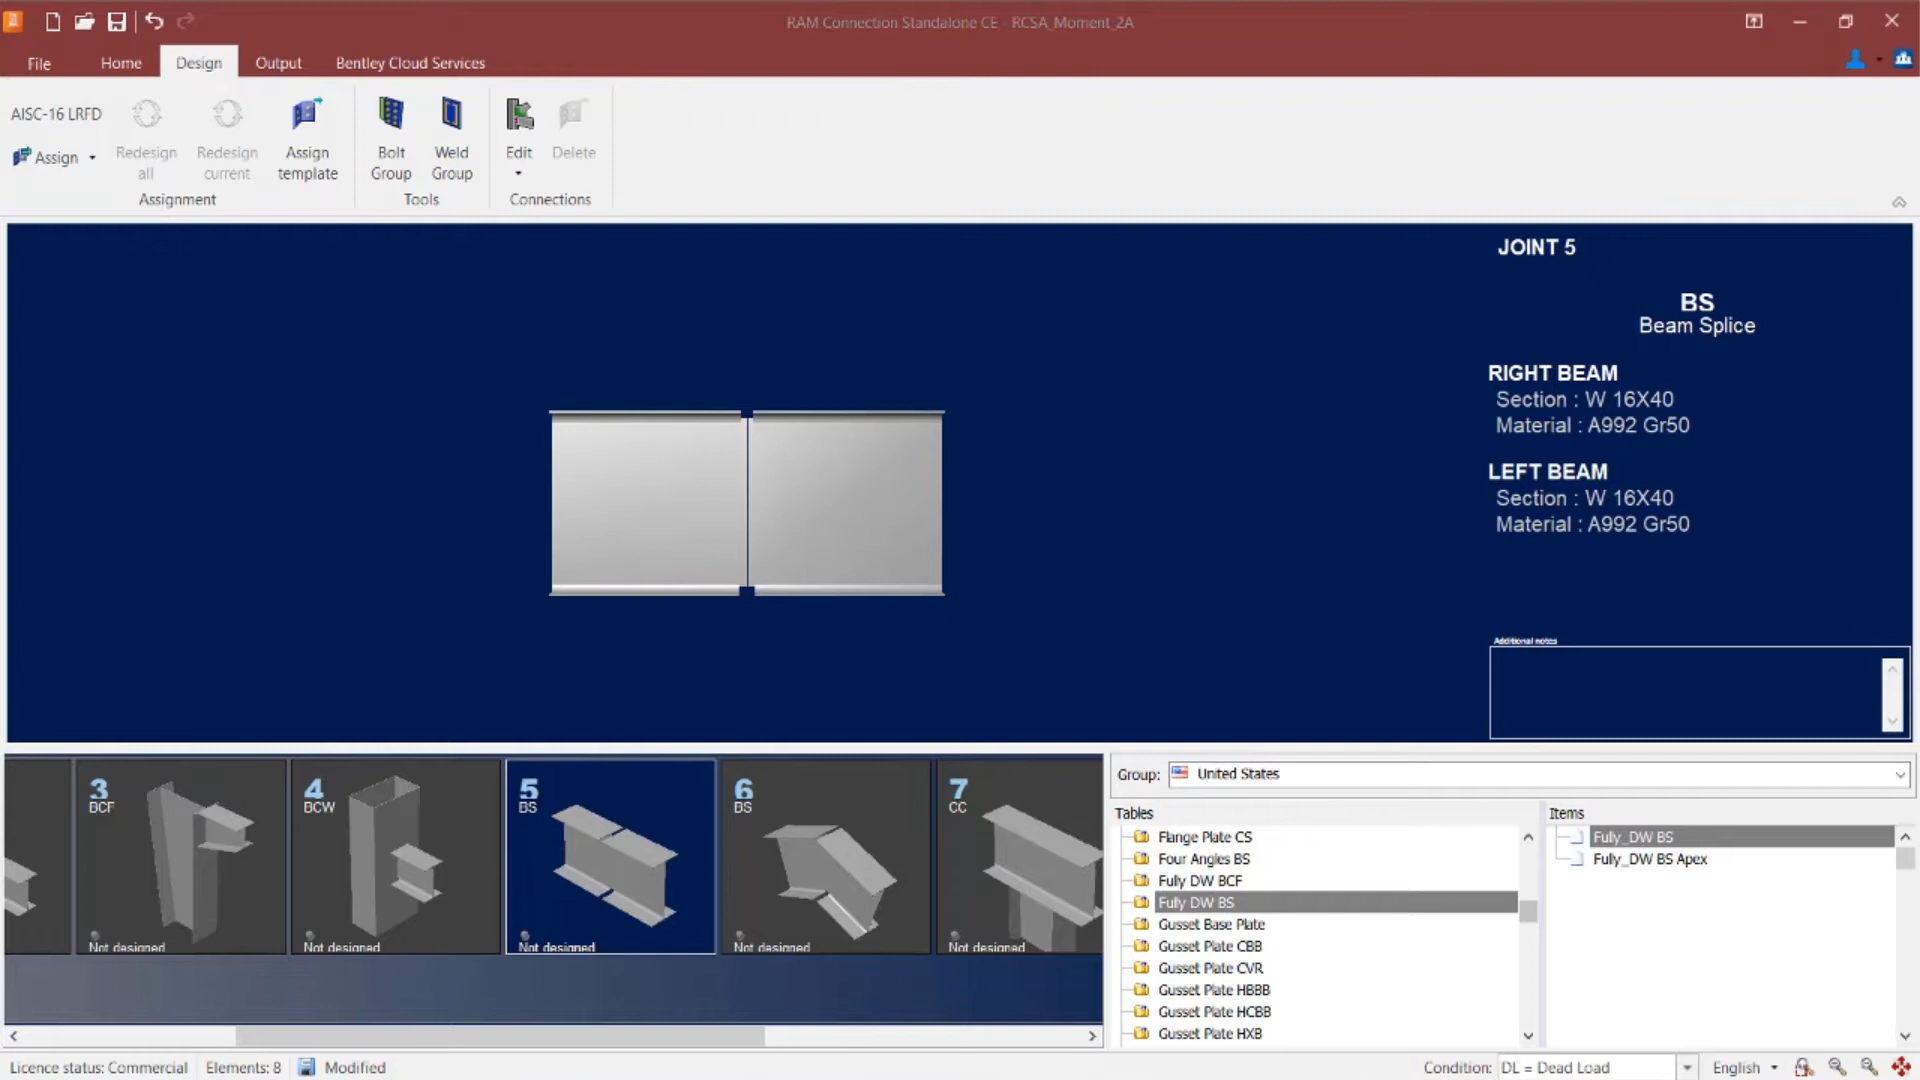 RAM Connection Standalone CE - RCSA_Moment_2A
File Home Design Output Bentley Cloud Services
AISC-16 LRFD
Assign
Redesign all
Redesign current
Assign template
Assignment
Bolt Group
Weld Group
Tools
Edit
Delete
Connections
JOINT 5
BS
Beam Splice
RIGHT BEAM
Section : W 16X40
Material : A992 Gr50
LEFT BEAM
Section : W 16X40
Material : A992 Gr50
Additional notes
3
BCF
Not designed
4
BCW
Not designed
5
BS
Not designed
6
BS
Not designed
7
CC
Not designed
Group: United States
Tables
Flange Plate CS
Four Angles BS
Fully DW BCF
Fully DW BS
Gusset Base Plate
Gusset Plate CBB
Gusset Plate CVR
Gusset Plate HBBB
Gusset Plate HCBB
Gusset Plate HXB
Items
Fully_DW BS
Fully_DW BS Apex
Licence status: Commercial Elements: 8 Modified
Condition: DL = Dead Load English